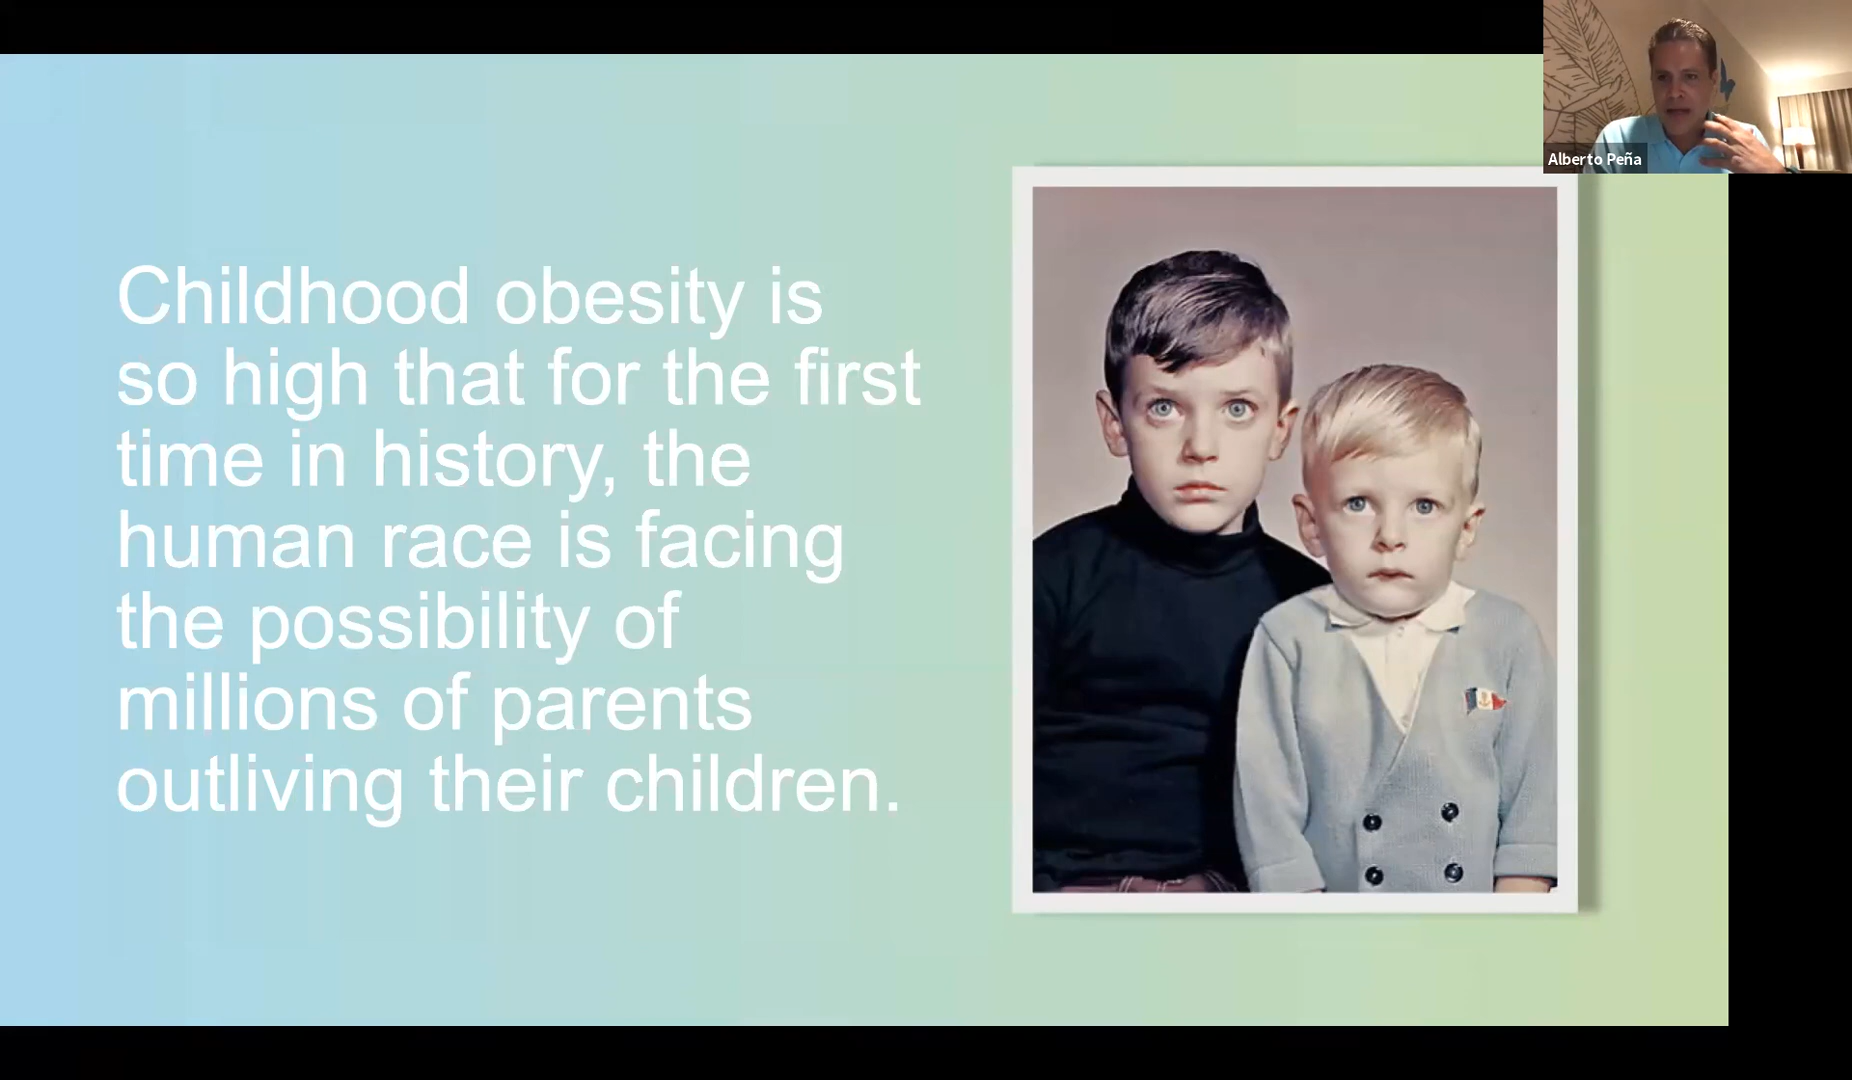 Childhood obesity is
so high that for the first
time in history, the
human race is facing
the possibility of
millions of parents
outliving their children.
Alberto Peña